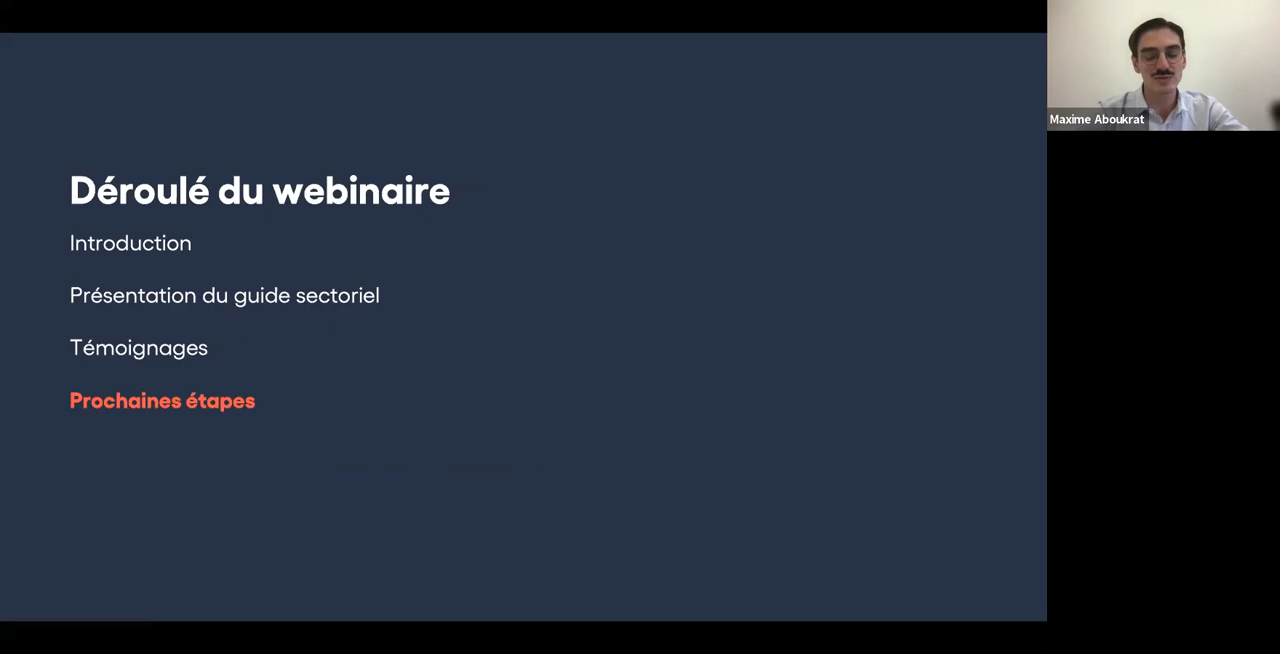 Déroulé du webinaire
Introduction
Présentation du guide sectoriel
Témoignages
Prochaines étapes
Maxime Aboukrat